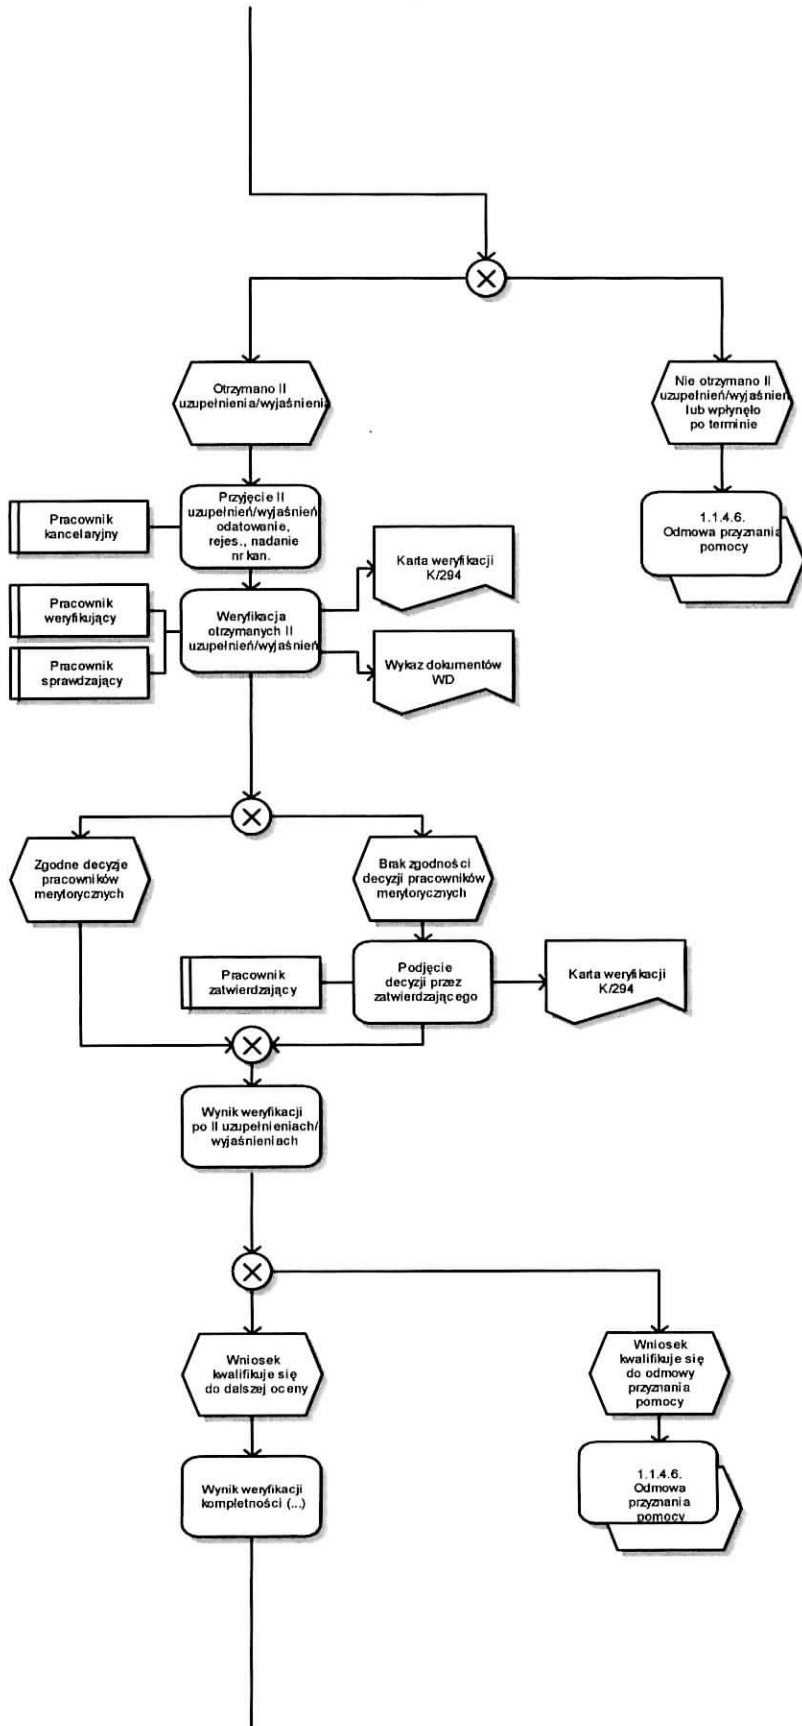 Otrzymano II
uzupełnienia/wyjaśnienia
Nie otrzymano II
uzupełnień/wyjaśnień
lub wpłynęło
po terminie
Przyjęcie II
uzupełnień/wyjaśnień
odatowanie,
rejes., nadanie
nr kan.
Pracownik
kancelaryjny
1.1.4.6.
Odmowa przyznania
pomocy
Karta weryfikacji
K/294
Pracownik
weryfikujący
Weryfikacja
otrzymanych II
uzupełnień/wyjaśnień
Pracownik
sprawdzający
Wykaz dokumentów
WD
Zgodne decyzje
pracowników
merytorycznych
Brak zgodności
decyzji pracowników
merytorycznych
Pracownik
zatwierdzający
Podjęcie
decyzji przez
zatwierdzającego
Karta weryfikacji
K/294
Wynik weryfikacji
po II uzupełnieniach/
wyjaśnieniach
Wniosek
kwalifikuje się
do dalszej oceny
Wniosek
kwalifikuje się
do odmowy
przyznania
pomocy
Wynik weryfikacji
kompletności (...)
1.1.4.6.
Odmowa
przyznania
pomocy